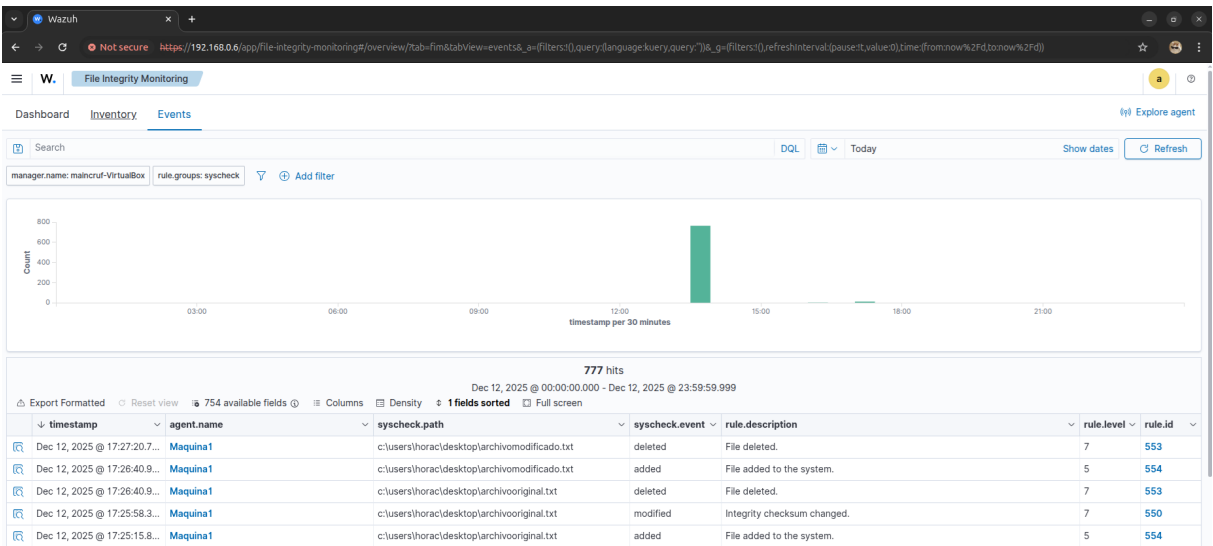 Wazuh
Not secure https://192.168.0.6/app/file-integrity-monitoring#/overview/?tab=fim&tabView=events&_a=(filters:!(),query:(language:kuery,query:''))&_g=(filters:!(),refreshInterval:(pause:!t,value:0),time:(from:now%2Fd,to:now%2Fd))
W. File Integrity Monitoring a
Dashboard Inventory Events Explore agent
Search DQL Today Show dates Refresh
manager.name: maincruf-VirtualBox rule.groups: syscheck Add filter
800
600
400
200
0
Count
03:00 06:00 09:00 12:00 15:00 18:00 21:00
timestamp per 30 minutes
777 hits
Dec 12, 2025 @ 00:00:00.000 - Dec 12, 2025 @ 23:59:59.999
Export Formatted Reset view 754 available fields Columns Density 1 fields sorted Full screen
timestamp agent.name syscheck.path syscheck.event rule.description rule.level rule.id
Dec 12, 2025 @ 17:27:20.7... Maquina1 c:\users\horac\desktop\archivomodificado.txt deleted File deleted. 7 553
Dec 12, 2025 @ 17:26:40.9... Maquina1 c:\users\horac\desktop\archivomodificado.txt added File added to the system. 5 554
Dec 12, 2025 @ 17:26:40.9... Maquina1 c:\users\horac\desktop\archivooriginal.txt deleted File deleted. 7 553
Dec 12, 2025 @ 17:25:58.3... Maquina1 c:\users\horac\desktop\archivooriginal.txt modified Integrity checksum changed. 7 550
Dec 12, 2025 @ 17:25:15.8... Maquina1 c:\users\horac\desktop\archivooriginal.txt added File added to the system. 5 554